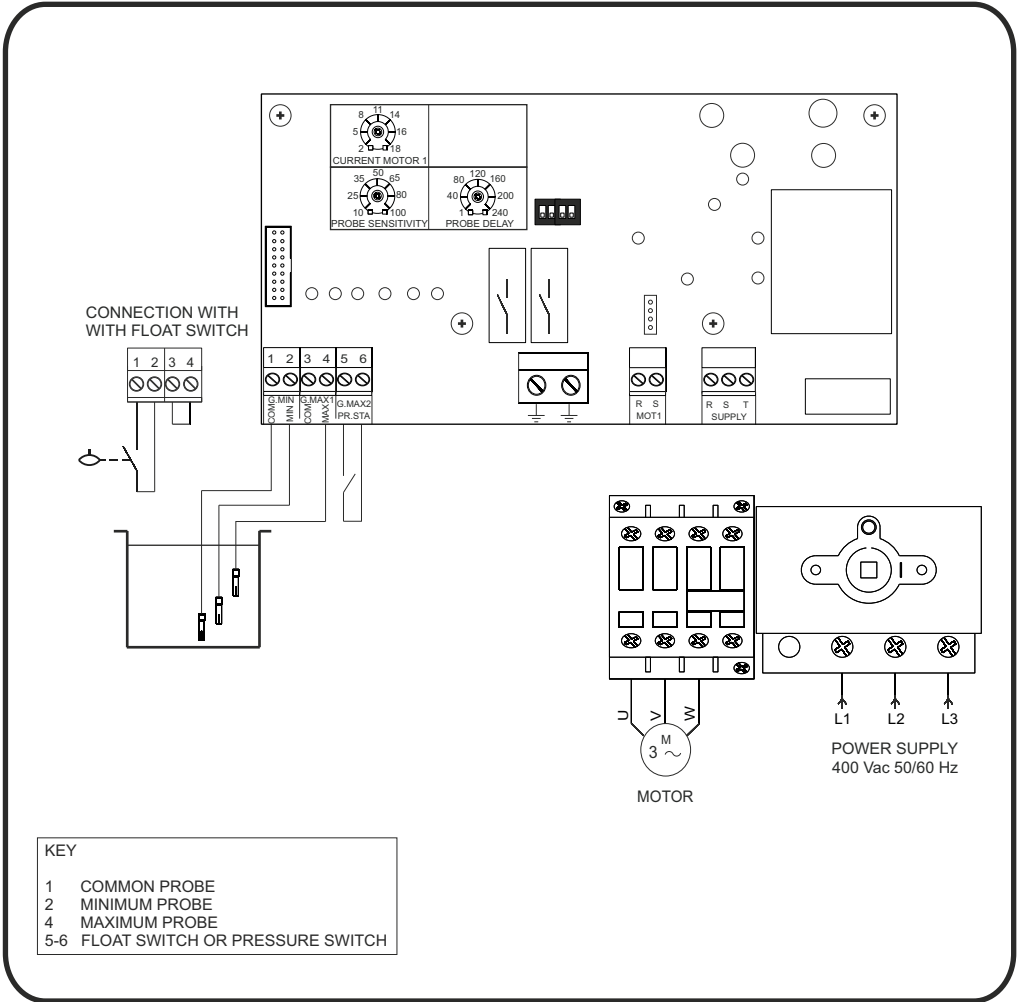 8 11 14
5 16
2 18
CURRENT MOTOR 1
35 50 65
25 80
10 100
PROBE SENSITIVITY
80 120 160
40 200
1 240
PROBE DELAY
CONNECTION WITH
WITH FLOAT SWITCH
1 2 3 4
1 2 3 4 5 6
G.MIN
COM
MIN
G.MAX1
COM
MAX1
G.MAX2
PR.STA
R S
MOT1
R S T
SUPPLY
U V W
M
3 ~
MOTOR
L1 L2 L3
POWER SUPPLY
400 Vac 50/60 Hz
KEY
1 COMMON PROBE
2 MINIMUM PROBE
4 MAXIMUM PROBE
5-6 FLOAT SWITCH OR PRESSURE SWITCH